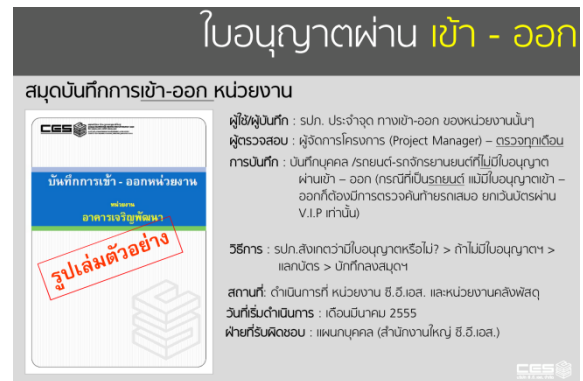 ใบอนุญาตผ่าน เข้า - ออก
สมุดบันทึกการเข้า-ออก หน่วยงาน
CGS
บันทึกการเข้า - ออกหน่วยงาน
หน่วยงาน
อาคารเจริญพัฒนา
รูปเล่มตัวอย่าง
ผู้ใช้/ผู้บันทึก : รปภ. ประจำจุด ทางเข้า-ออก ของหน่วยงานนั้นๆ
ผู้ตรวจสอบ : ผู้จัดการโครงการ (Project Manager) – ตรวจทุกเดือน
การบันทึก : บันทึกบุคคล /รถยนต์-รถจักรยานยนต์ที่ไม่มีใบอนุญาต
ผ่านเข้า – ออก (กรณีที่เป็นรถยนต์ แม้มีใบอนุญาตเข้า –
ออกก็ต้องมีการตรวจค้นท้ายรถเสมอ ยกเว้นบัตรผ่าน
V.I.P เท่านั้น)
วิธีการ : รปภ.สังเกตว่ามีใบอนุญาตหรือไม่? > ถ้าไม่มีใบอนุญาตฯ >
แลกบัตร > บักทึกลงสมุดฯ
สถานที่: ดำเนินการที่ หน่วยงาน ซี.อี.เอส. และหน่วยงานคลังพัสดุ
วันที่เริ่มดำเนินการ : เดือนมีนาคม 2555
ฝ่ายที่รับผิดชอบ : แผนกบุคคล (สำนักงานใหญ่ ซี.อี.เอส.)
CES